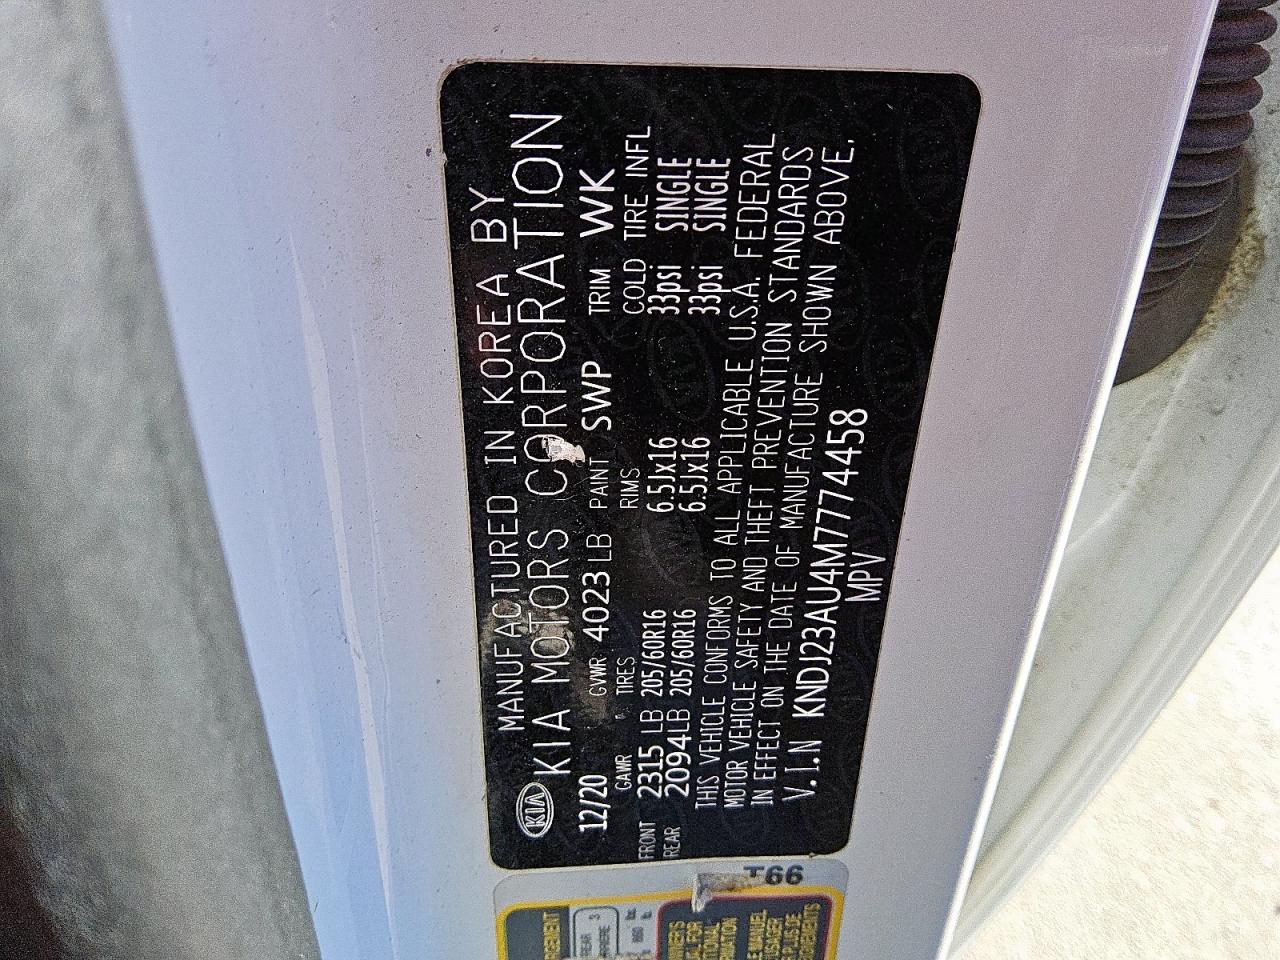 MANUFACTURED IN KOREA BY
KIA KIA MOTORS CORPORATION
12/20 GVWR 4023 LB PAINT SWP TRIM WK
GAWR TIRES RIMS COLD TIRE INFL
FRONT 2315 LB 205/60R16 6.5JX16 33psi SINGLE
REAR 2094LB 205/60R16 6.5JX16 33psi SINGLE
THIS VEHICLE CONFORMS TO ALL APPLICABLE U.S.A. FEDERAL
MOTOR VEHICLE SAFETY AND THEFT PREVENTION STANDARDS
IN EFFECT ON THE DATE OF MANUFACTURE SHOWN ABOVE.
V.I.N KNDJ23AU4M7774458
MPV
T66
REAR 3